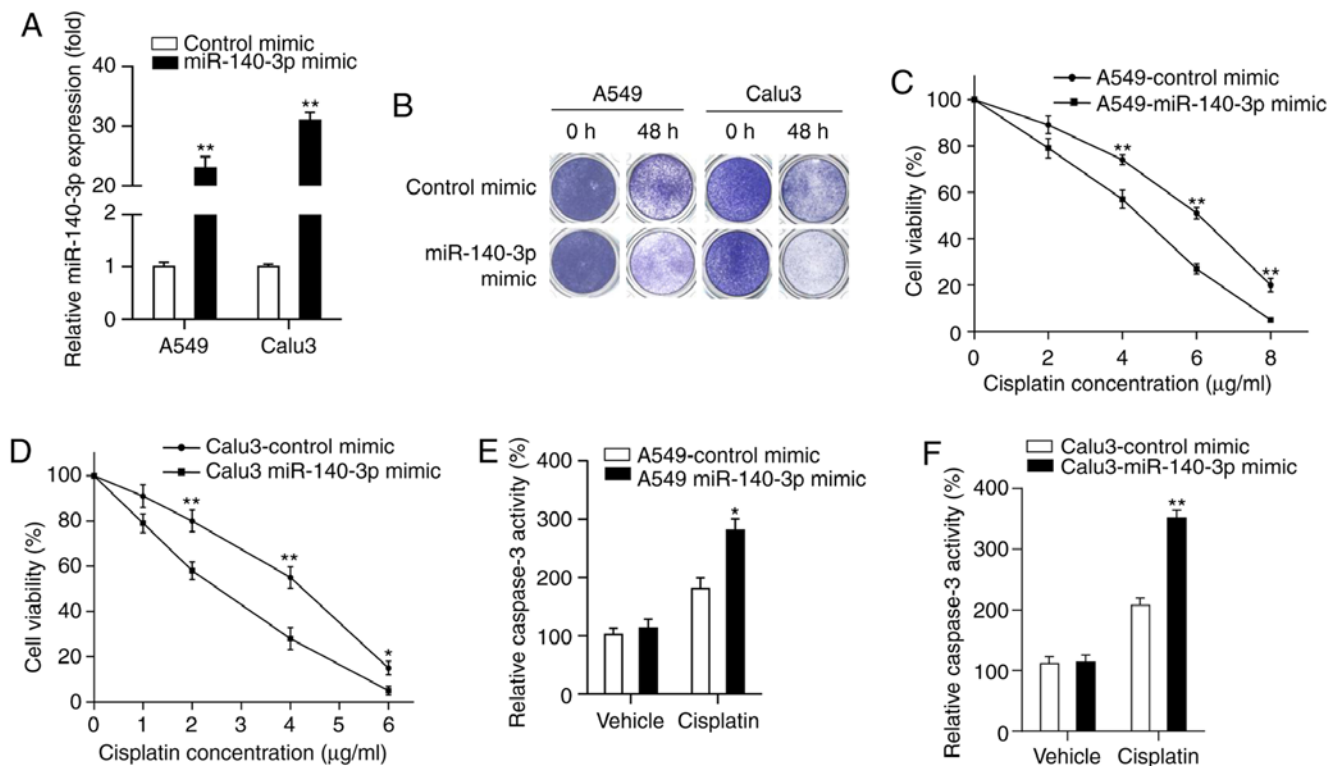 A
Control mimic
miR-140-3p mimic
Relative miR-140-3p expression (fold)
40
30
20
2
1
0
**
**
A549
Calu3
B
A549
Calu3
0 h
48 h
0 h
48 h
Control mimic
miR-140-3p
mimic
C
A549-control mimic
A549-miR-140-3p mimic
Cell viability (%)
100
80
60
40
20
0
**
**
**
0
2
4
6
8
Cisplatin concentration (μg/ml)
D
Calu3-control mimic
Calu3 miR-140-3p mimic
Cell viability (%)
100
80
60
40
20
0
**
**
*
0
1
2
3
4
5
6
Cisplatin concentration (μg/ml)
E
A549-control mimic
A549 miR-140-3p mimic
Relative caspase-3 activity (%)
400
300
200
100
0
*
Vehicle
Cisplatin
F
Calu3-control mimic
Calu3-miR-140-3p mimic
Relative caspase-3 activity (%)
400
300
200
100
0
**
Vehicle
Cisplatin